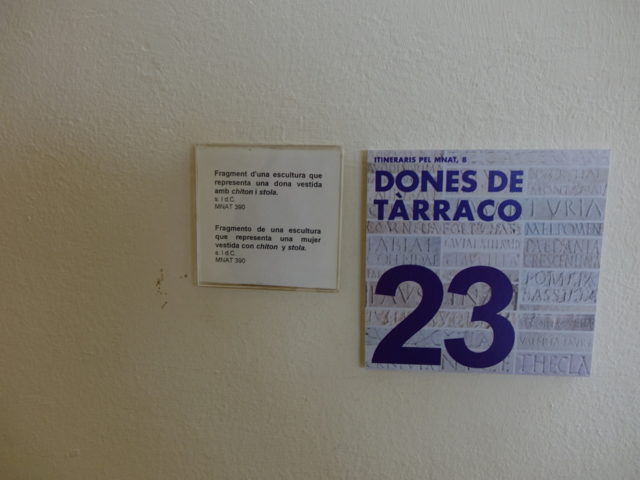 Fragment d'una escultura que
representa una dona vestida
amb chiton i stola.
s. I d.C.
MNAT 390
Fragmento de una escultura
que representa una mujer
vestida con chiton y stola.
s. I d.C.
MNAT 390
ITINERARIS PEL MNAT, 8
DONES DE
TÀRRACO
23
THECLA